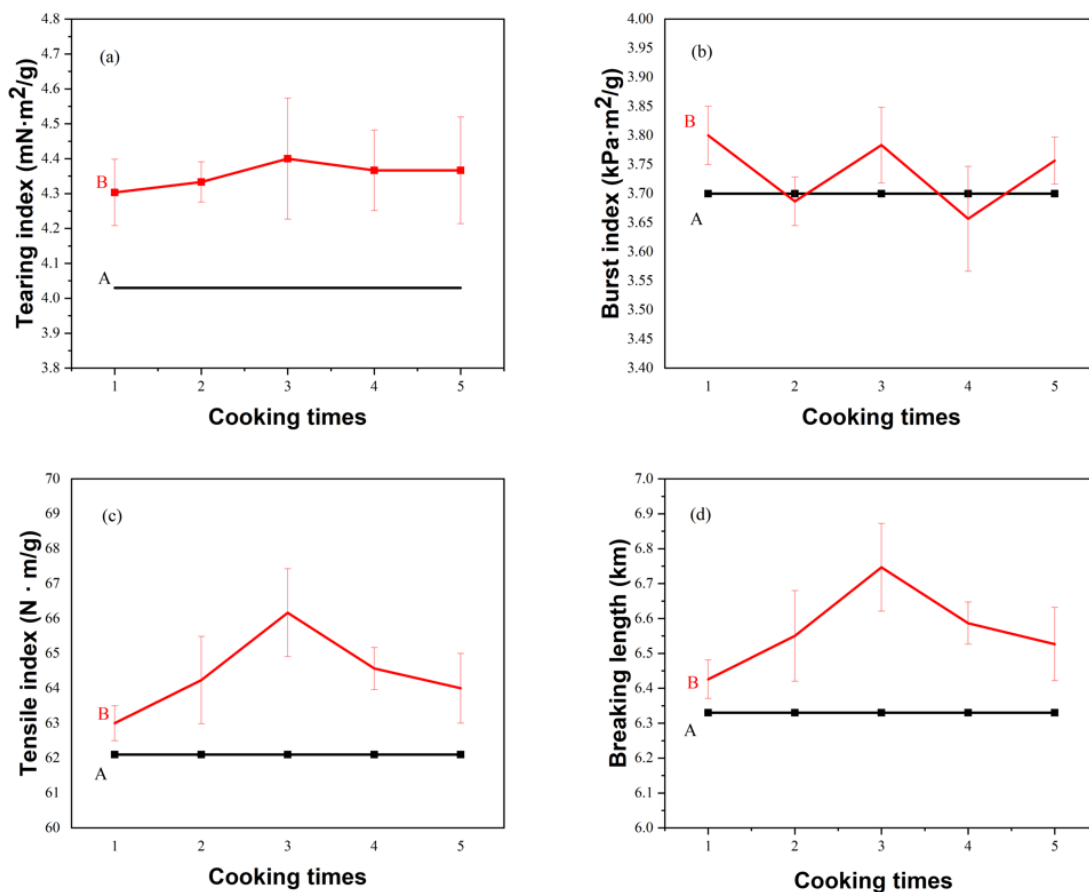 (a)
Tearing index (mN·m²/g)
4.8
4.7
4.6
4.5
4.4
4.3
4.2
4.1
4.0
3.9
3.8
B
A
1 2 3 4 5
Cooking times
(b)
Burst index (kPa·m²/g)
4.00
3.95
3.90
3.85
3.80
3.75
3.70
3.65
3.60
3.55
3.50
3.45
3.40
B
A
1 2 3 4 5
Cooking times
(c)
Tensile index (N · m/g)
70
69
68
67
66
65
64
63
62
61
60
B
A
1 2 3 4 5
Cooking times
(d)
Breaking length (km)
7.0
6.9
6.8
6.7
6.6
6.5
6.4
6.3
6.2
6.1
6.0
B
A
1 2 3 4 5
Cooking times